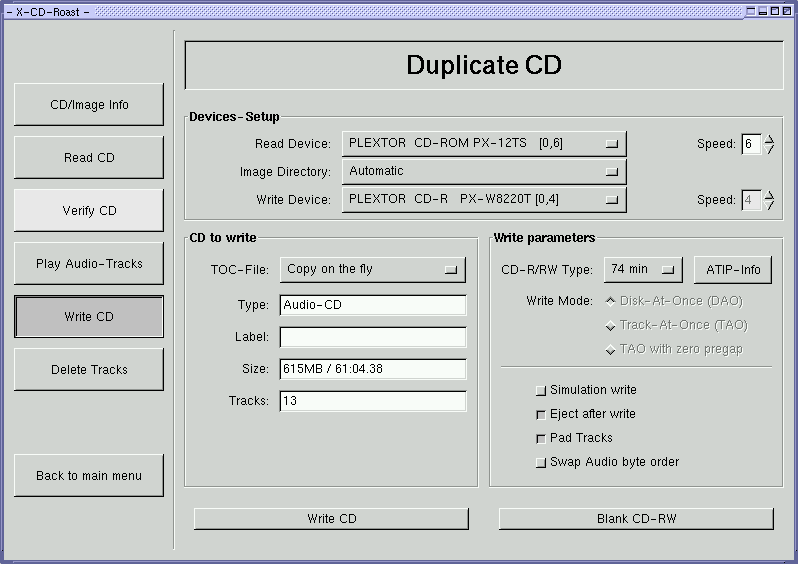 - X-CD-Roast -
Duplicate CD
CD/Image Info
Read CD
Verify CD
Play Audio-Tracks
Write CD
Delete Tracks
Back to main menu
Devices-Setup
Read Device: PLEXTOR CD-ROM PX-12TS [0,6] Speed: 6
Image Directory: Automatic
Write Device: PLEXTOR CD-R PX-W8220T [0,4] Speed: 4
CD to write
TOC-File: Copy on the fly
Type: Audio-CD
Label:
Size: 615MB / 61:04.38
Tracks: 13
Write parameters
CD-R/RW Type: 74 min ATIP-Info
Write Mode: Disk-At-Once (DAO)
Track-At-Once (TAO)
TAO with zero pregap
Simulation write
Eject after write
Pad Tracks
Swap Audio byte order
Write CD
Blank CD-RW